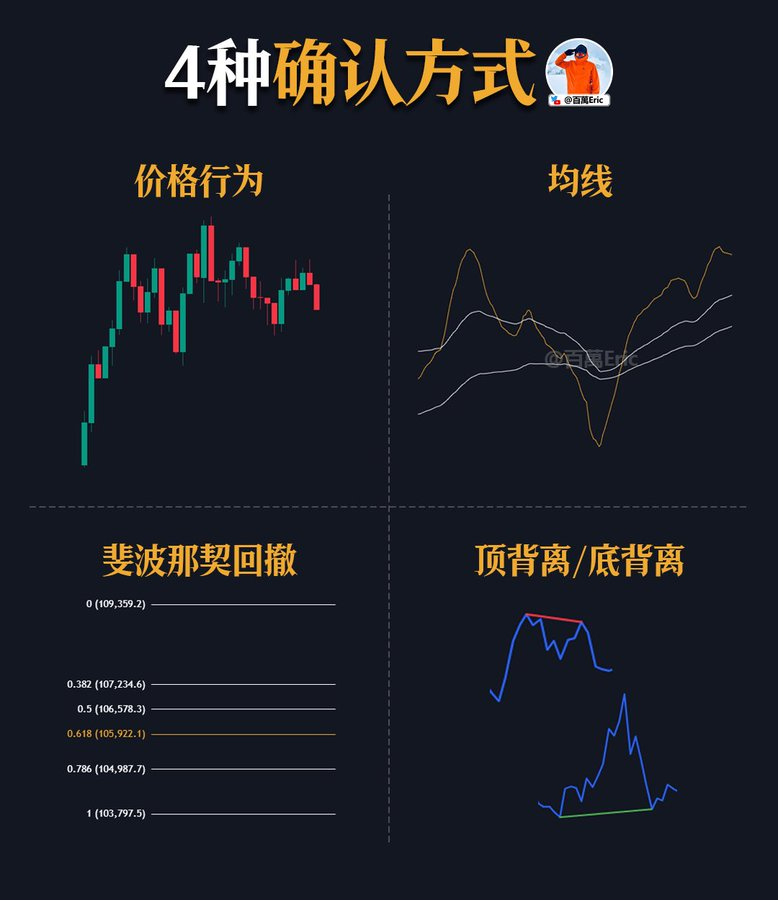 4种确认方式
@百萬Eric
价格行为
均线
@百萬Eric
斐波那契回撤
0 (109,359.2)
0.382 (107,234.6)
0.5 (106,578.3)
0.618 (105,922.1)
0.786 (104,987.7)
1 (103,797.5)
顶背离/底背离